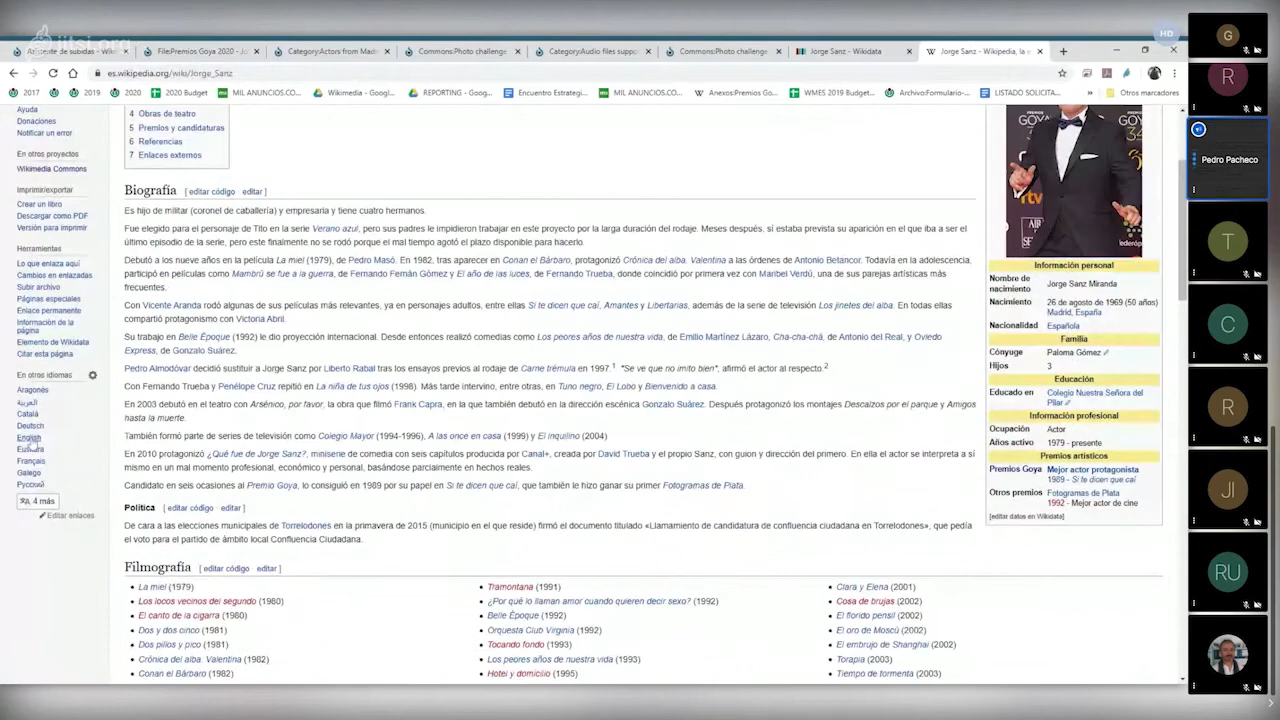 jitsi.org
HD
File:Premios Goya 2020 - Jo
Category:Actors from Mad
Commons:Photo challenge
Category:Audio files suppo
Commons:Photo challenge
Jorge Sanz - Wikidata
Jorge Sanz - Wikipedia, la e
es.wikipedia.org/wiki/Jorge_Sanz
2017
2019
2020
2020 Budget
MIL ANUNCIOS.CO...
Wikimedia - Googl...
REPORTING - Goog...
Encuentro Estrategi...
MIL ANUNCIOS.CO...
Anexos:Premios Go...
WMES 2019 Budget...
Archivo:Formulario-...
LISTADO SOLICITA...
»
Otros marcadores
Ayuda
Donaciones
Notificar un error
En otros proyectos
Wikimedia Commons
Imprimir/exportar
Crear un libro
Descargar como PDF
Versión para imprimir
Herramientas
Lo que enlaza aquí
Cambios en enlazadas
Subir archivo
Páginas especiales
Enlace permanente
Información de la
página
Elemento de Wikidata
Citar esta página
En otros idiomas
Aragonés
العربية
Català
Deutsch
English
Euskara
Français
Galego
Русский
4 más
Editar enlaces
4 Obras de teatro
5 Premios y candidaturas
6 Referencias
7 Enlaces externos
Biografía [ editar código editar ]
Es hijo de militar (coronel de caballería) y empresaria y tiene cuatro hermanos.
Fue elegido para el personaje de Tito en la serie Verano azul, pero sus padres le impidieron trabajar en este proyecto por la larga duración del rodaje. Meses después, sí estaba prevista su aparición en el que iba a ser el
último episodio de la serie, pero este finalmente no se rodó porque el mal tiempo agotó el plazo disponible para hacerlo.
Debutó a los nueve años en la película La miel (1979), de Pedro Masó. En 1982, tras aparecer en Conan el Bárbaro, protagonizó Crónica del alba. Valentina a las órdenes de Antonio Betancor. Todavía en la adolescencia,
participó en películas como Mambrú se fue a la guerra, de Fernando Fernán Gómez y El año de las luces, de Fernando Trueba, donde coincidió por primera vez con Maribel Verdú, una de sus parejas artísticas más
frecuentes.
Con Vicente Aranda rodó algunas de sus películas más relevantes, ya en personajes adultos, entre ellas Si te dicen que caí, Amantes y Libertarias, además de la serie de televisión Los jinetes del alba. En todas ellas
compartió protagonismo con Victoria Abril.
Su trabajo en Belle Époque (1992) le dio proyección internacional. Desde entonces realizó comedias como Los peores años de nuestra vida, de Emilio Martínez Lázaro, Cha-cha-chá, de Antonio del Real, y Oviedo
Express, de Gonzalo Suárez.
Pedro Almodóvar decidió sustituir a Jorge Sanz por Liberto Rabal tras los ensayos previos al rodaje de Carne trémula en 1997.1 "Se ve que no imito bien", afirmó el actor al respecto.2
Con Fernando Trueba y Penélope Cruz repitió en La niña de tus ojos (1998). Más tarde intervino, entre otras, en Tuno negro, El Lobo y Bienvenido a casa.
En 2003 debutó en el teatro con Arsénico, por favor, la obra que filmó Frank Capra, en la que también debutó en la dirección escénica Gonzalo Suárez. Después protagonizó los montajes Descalzos por el parque y Amigos
hasta la muerte.
También formó parte de series de televisión como Colegio Mayor (1994-1996), A las once en casa (1999) y El inquilino (2004)
En 2010 protagonizó ¿Qué fue de Jorge Sanz?, miniserie de comedia con seis capítulos producida por Canal+, creada por David Trueba y el propio Sanz, con guion y dirección del primero. En ella el actor se interpreta a sí
mismo en un mal momento profesional, económico y personal, basándose parcialmente en hechos reales.
Candidato en seis ocasiones al Premio Goya, lo consiguió en 1989 por su papel en Si te dicen que caí, que también le hizo ganar su primer Fotogramas de Plata.
Política [ editar código editar ]
De cara a las elecciones municipales de Torrelodones en la primavera de 2015 (municipio en el que reside) firmó el documento titulado «Llamamiento de candidatura de confluencia ciudadana en Torrelodones», que pedía
el voto para el partido de ámbito local Confluencia Ciudadana.
Filmografía [ editar código editar ]
La miel (1979)
Los locos vecinos del segundo (1980)
El canto de la cigarra (1980)
Dos y dos cinco (1981)
Dos pillos y pico (1981)
Crónica del alba. Valentina (1982)
Conan el Bárbaro (1982)
Tramontana (1991)
¿Por qué lo llaman amor cuando quieren decir sexo? (1992)
Belle Époque (1992)
Orquesta Club Virginia (1992)
Tocando fondo (1993)
Los peores años de nuestra vida (1993)
Hotel y domicilio (1995)
Clara y Elena (2001)
Cosa de brujas (2002)
El florido pensil (2002)
El oro de Moscú (2002)
El embrujo de Shanghai (2002)
Torapia (2003)
Tiempo de tormenta (2003)
Información personal
Nombre de
nacimiento
Jorge Sanz Miranda
Nacimiento
26 de agosto de 1969 (50 años)
Madrid, España
Nacionalidad
Española
Familia
Cónyuge
Paloma Gómez
Hijos
3
Educación
Educado en
Colegio Nuestra Señora del
Pilar
Información profesional
Ocupación
Actor
Años activo
1979 - presente
Premios artísticos
Premios Goya
Mejor actor protagonista
1989 - Si te dicen que caí
Otros premios
Fotogramas de Plata
1992 - Mejor actor de cine
[editar datos en Wikidata]
G
R
Pedro Pacheco
T
C
R
JI
RU